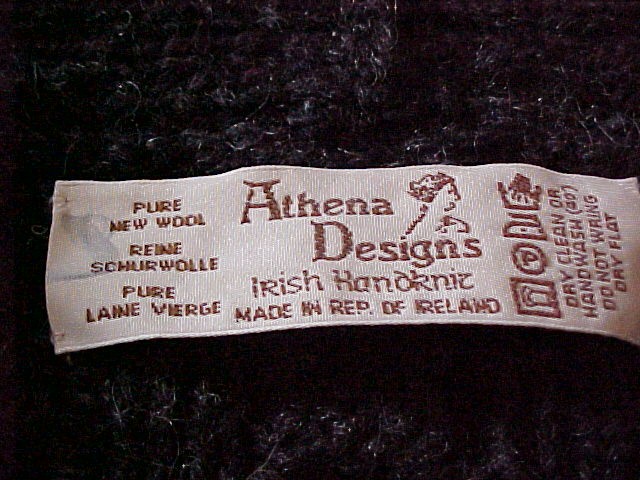 PURE
NEW WOOL
REINE
SCHURWOLLE
PURE
LAINE VIERGE
Athena
Designs
Irish Handknit
MADE IN REP. OF IRELAND
DRY CLEAN OR
HAND WASH (40°)
DO NOT WRING
DRY FLAT